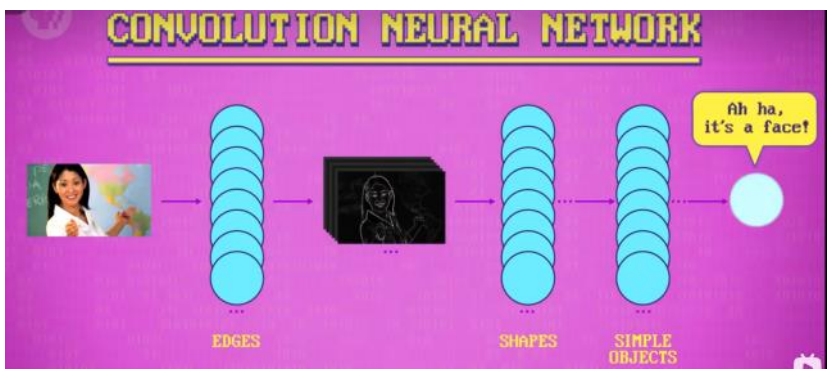 CONVOLUTION NEURAL NETWORK
Ah ha,
it's a face!
...
...
...
...
...
...
EDGES
SHAPES
SIMPLE
OBJECTS